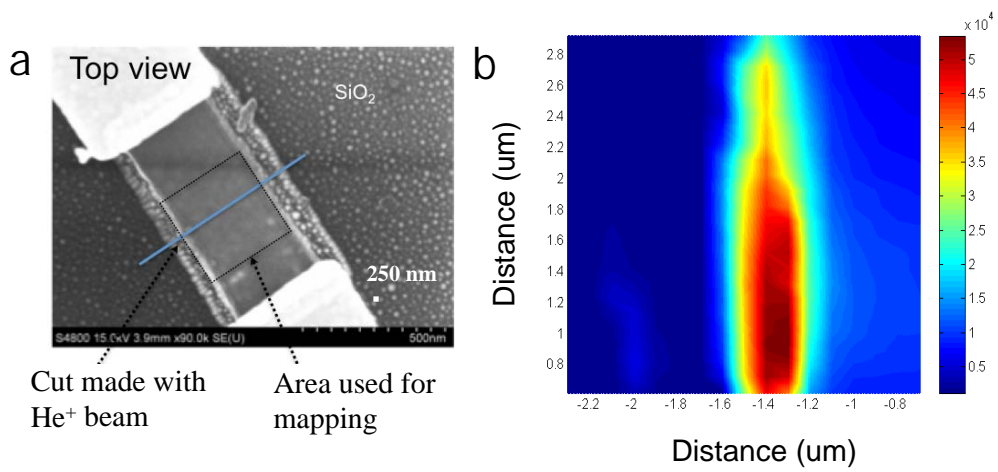 a
Top view
SiO₂
250 nm
S4800 15.0kV 3.9mm x90.0k SE(U)
500nm
Cut made with
He⁺ beam
Area used for
mapping
b
x 10⁴
Distance (um)
2.8
2.6
2.4
2.2
2
1.8
1.6
1.4
1.2
1
0.8
-2.2
-2
-1.8
-1.6
-1.4
-1.2
-1
-0.8
Distance (um)
5
4.5
4
3.5
3
2.5
2
1.5
1
0.5